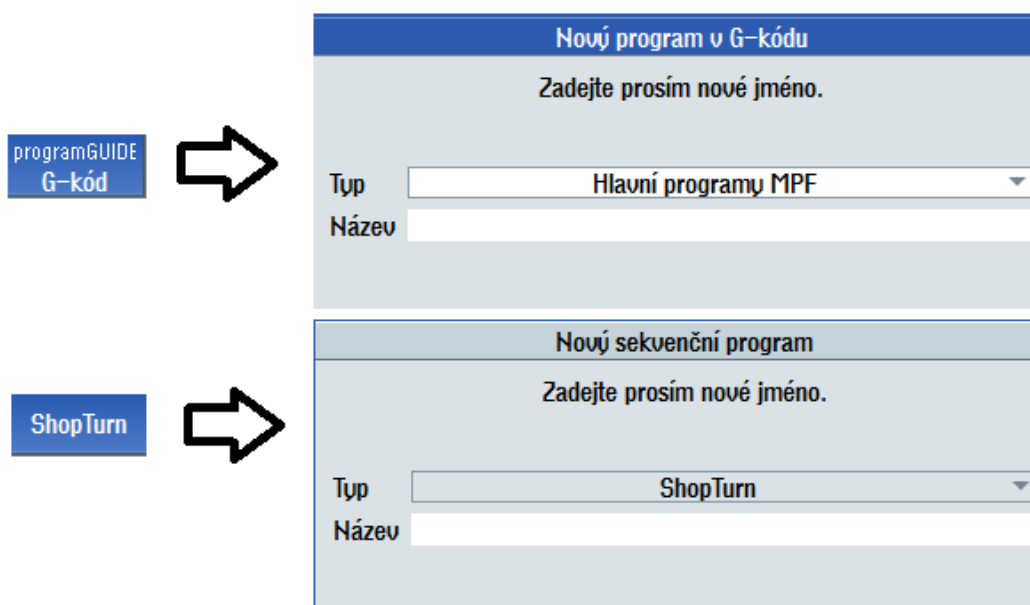 Nový program v G-kódu
Zadejte prosím nové jméno.
programGUIDE
G-kód
Typ Hlavní programy MPF
Název
Nový sekvenční program
Zadejte prosím nové jméno.
ShopTurn
Typ ShopTurn
Název